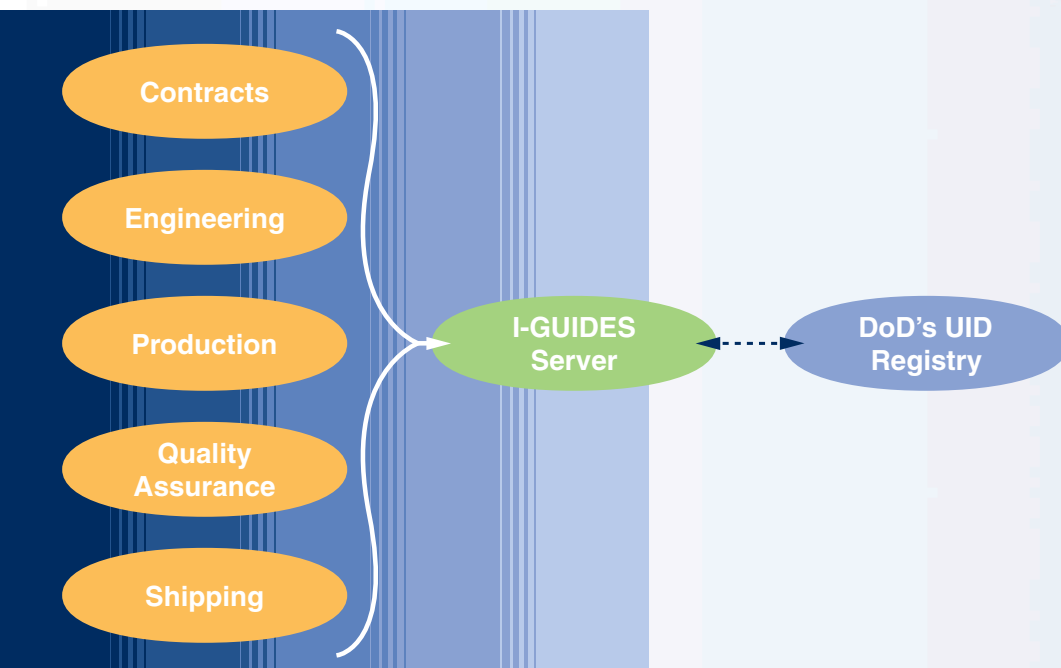 Contracts
Engineering
Production
Quality
Assurance
Shipping
I-GUIDES
Server
DoD's UID
Registry